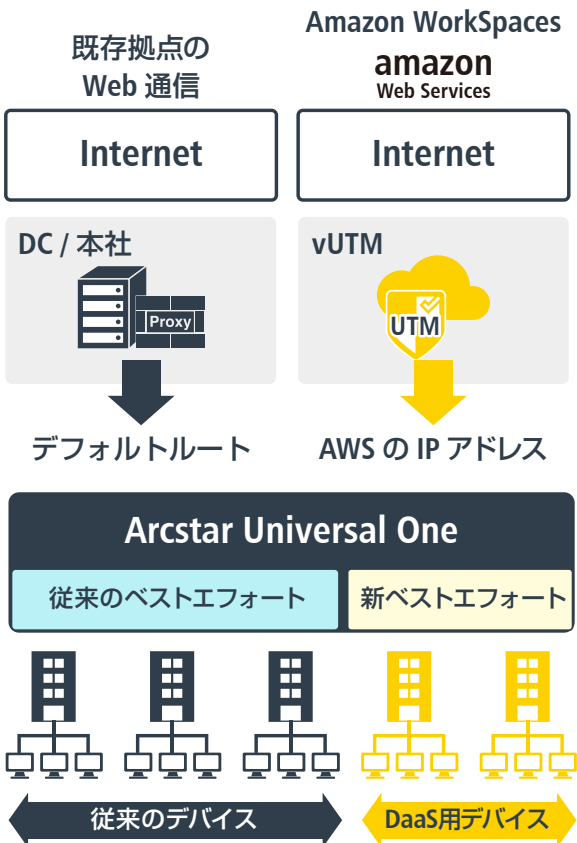 既存拠点の
Web 通信
Amazon WorkSpaces
amazon
Web Services
Internet
Internet
DC / 本社
Proxy
vUTM
UTM
デフォルトルート
AWS の IP アドレス
Arcstar Universal One
従来のベストエフォート
新ベストエフォート
従来のデバイス
DaaS用デバイス